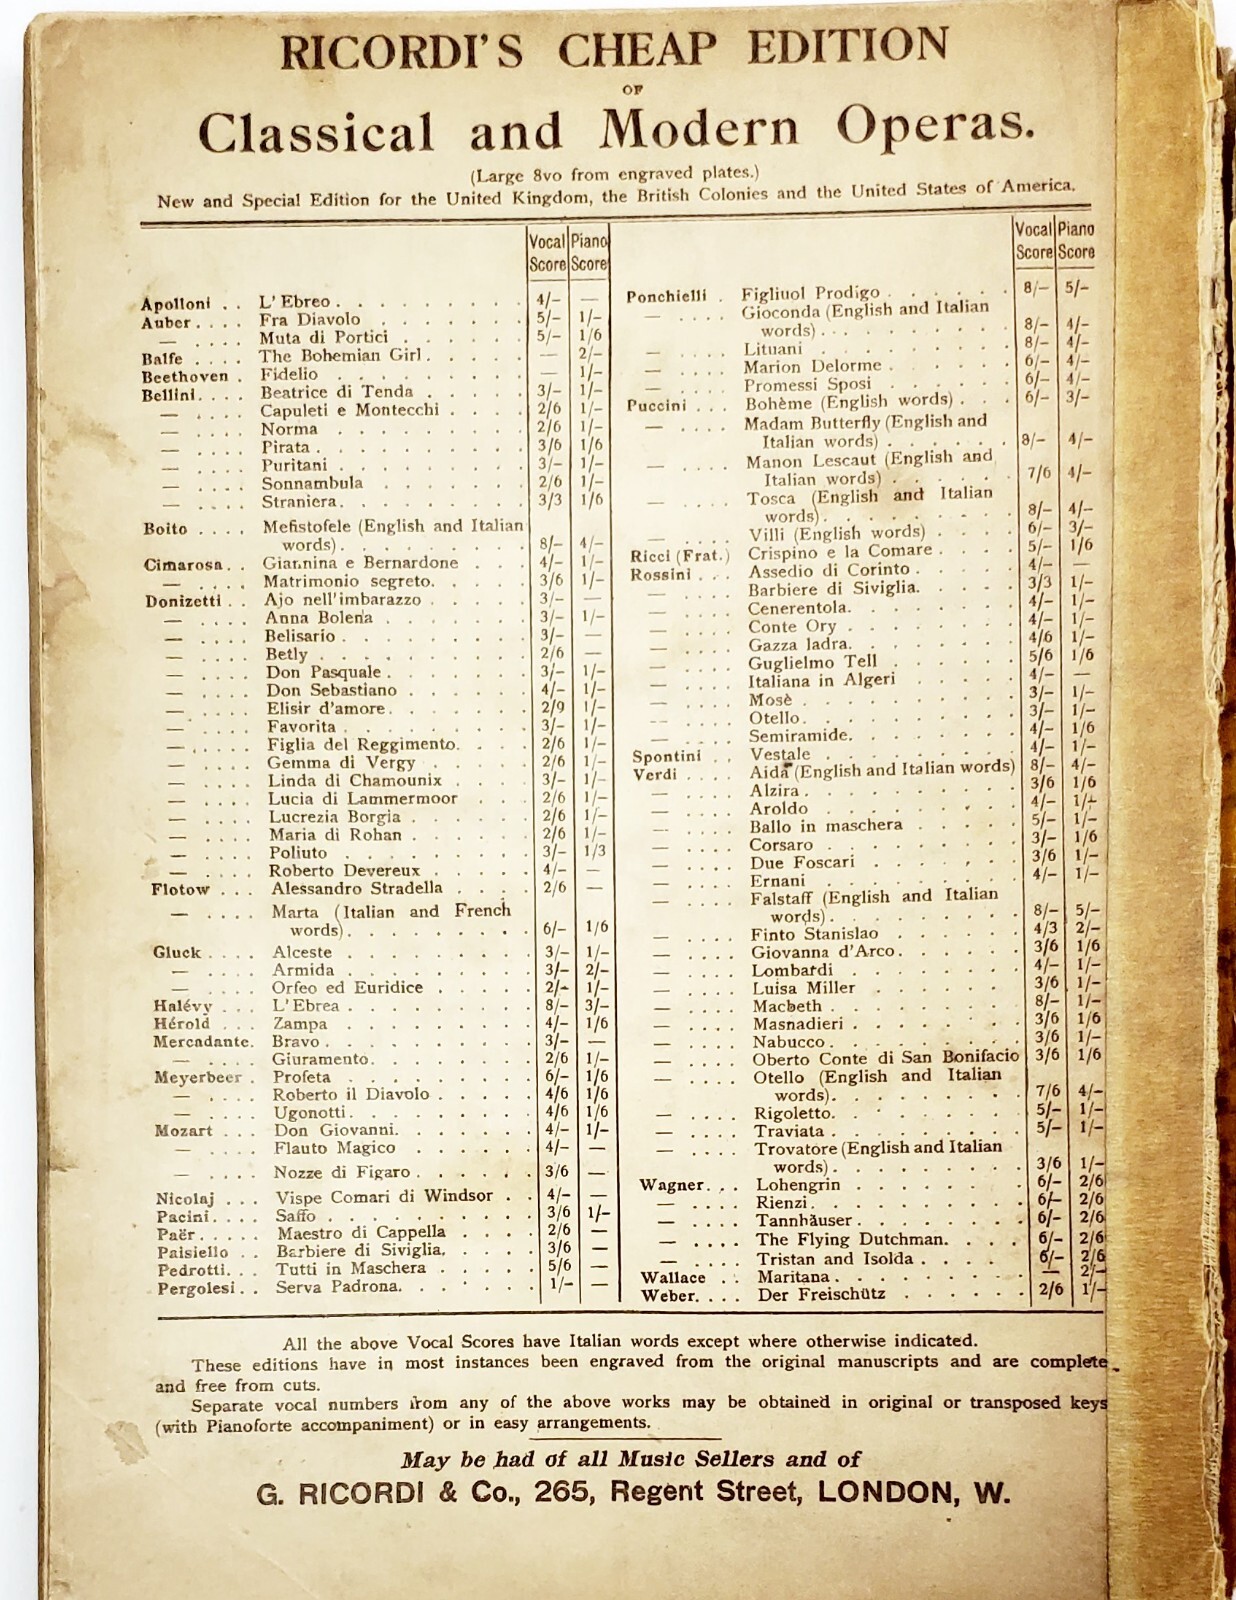 RICORDI'S CHEAP EDITION
OF
Classical and Modern Operas.
(Large 8vo from engraved plates.)
New and Special Edition for the United Kingdom, the British Colonies and the United States of America.
Vocal Score Piano Score
Apolloni . . L' Ebreo . . . 4/- —
Auber . . . . Fra Diavolo . . . 5/- 1/-
— . . . . Muta di Portici . . . 5/- 1/6
Balfe . . . . The Bohemian Girl . . . — 2/-
Beethoven . Fidelio . . . — 1/-
Bellini . . . . Beatrice di Tenda . . . 3/- 1/-
— . . . . Capuleti e Montecchi . . . 2/6 1/-
— . . . . Norma . . . 2/6 1/-
— . . . . Pirata . . . 3/6 1/6
— . . . . Puritani . . . 3/- 1/-
— . . . . Sonnambula . . . 2/6 1/-
— . . . . Straniera . . . 3/3 1/6
Boito . . . . Mefistofele (English and Italian
words) . . . 8/- 4/-
Cimarosa . . Giannina e Bernardone . . . 4/- 1/-
— . . . . Matrimonio segreto. . . . 3/6 1/-
Donizetti . . Ajo nell'imbarazzo . . . 3/- —
— . . . . Anna Bolena . . . 3/- 1/-
— . . . . Belisario . . . 3/- —
— . . . . Betly . . . 2/6 —
— . . . . Don Pasquale . . . 3/- 1/-
— . . . . Don Sebastiano . . . 4/- 1/-
— . . . . Elisir d'amore . . . 2/9 1/-
— . . . . Favorita . . . 3/- 1/-
— . . . . Figlia del Reggimento. . . . 2/6 1/-
— . . . . Gemma di Vergy . . . 2/6 1/-
— . . . . Linda di Chamounix . . . 3/- 1/-
— . . . . Lucia di Lammermoor . . . 2/6 1/-
— . . . . Lucrezia Borgia . . . 2/6 1/-
— . . . . Maria di Rohan . . . 2/6 1/-
— . . . . Poliuto . . . 3/- 1/3
— . . . . Roberto Devereux . . . 4/- —
Flotow . . . Alessandro Stradella . . . 2/6 —
— . . . . Marta (Italian and French
words) . . . 6/- 1/6
Gluck . . . . Alceste . . . 3/- 1/-
— . . . . Armida . . . 3/- 2/-
— . . . . Orfeo ed Euridice . . . 2/- 1/-
Halévy . . . L' Ebrea . . . 8/- 3/-
Hérold . . . Zampa . . . 4/- 1/6
Mercadante. Bravo . . . 3/- —
— . . . . Giuramento. . . . 2/6 1/-
Meyerbeer . Profeta . . . 6/- 1/6
— . . . . Roberto il Diavolo . . . 4/6 1/6
— . . . . Ugonotti. . . . 4/6 1/6
Mozart . . . Don Giovanni. . . . 4/- 1/-
— . . . . Flauto Magico . . . 4/- —
— . . . . Nozze di Figaro . . . 3/6 —
Nicolaj . . . Vispe Comari di Windsor . . 4/- —
Pacini . . . . Saffo . . . 3/6 1/-
Paër . . . . . Maestro di Cappella . . . 2/6 —
Paisiello . . Barbiere di Siviglia. . . . 3/6 —
Pedrotti. . . Tutti in Maschera . . . 5/6 —
Pergolesi . . Serva Padrona. . . . 1/- —
Vocal Score Piano Score
Ponchielli . Figliuol Prodigo . . . 8/- 5/-
— . . . . Gioconda (English and Italian
words) . . . 8/- 4/-
— . . . . Lituani . . . 8/- 4/-
— . . . . Marion Delorme . . . 6/- 4/-
— . . . . Promessi Sposi . . . 6/- 4/-
Puccini . . . Bohème (English words) . . . 6/- 3/-
— . . . . Madam Butterfly (English and
Italian words) . . . 8/- 4/-
— . . . . Manon Lescaut (English and
Italian words) . . . 7/6 4/-
— . . . . Tosca (English and Italian
words). . . . 8/- 4/-
— . . . . Villi (English words) . . . 6/- 3/-
Ricci (Frat.) Crispino e la Comare . . . 5/- 1/6
Rossini . . . Assedio di Corinto . . . 4/- —
— . . . . Barbiere di Siviglia. . . . 3/3 1/-
— . . . . Cenerentola. . . . 4/- 1/-
— . . . . Conte Ory . . . 4/- 1/-
— . . . . Gazza ladra. . . . 4/6 1/-
— . . . . Guglielmo Tell . . . 5/6 1/6
— . . . . Italiana in Algeri . . . 4/- —
— . . . . Mosè . . . 3/- 1/-
— . . . . Otello. . . . 3/- 1/-
— . . . . Semiramide. . . . 4/- 1/6
Spontini . . Vestale . . . 4/- 1/-
Verdi . . . . Aida (English and Italian words) 8/- 4/-
— . . . . Alzira . . . 3/6 1/6
— . . . . Aroldo . . . 4/- 1/-
— . . . . Ballo in maschera . . . 5/- 1/-
— . . . . Corsaro . . . 3/- 1/6
— . . . . Due Foscari . . . 3/6 1/-
— . . . . Ernani . . . 4/- 1/-
— . . . . Falstaff (English and Italian
words). . . . 8/- 5/-
— . . . . Finto Stanislao . . . 4/3 2/-
— . . . . Giovanna d'Arco . . . 3/6 1/6
— . . . . Lombardi . . . 4/- 1/-
— . . . . Luisa Miller . . . 3/6 1/-
— . . . . Macbeth . . . 8/- 1/-
— . . . . Masnadieri . . . 3/6 1/6
— . . . . Nabucco . . . 3/6 1/-
— . . . . Oberto Conte di San Bonifacio 3/6 1/6
— . . . . Otello (English and Italian
words). . . . 7/6 4/-
— . . . . Rigoletto. . . . 5/- 1/-
— . . . . Traviata . . . 5/- 1/-
— . . . . Trovatore (English and Italian
words) . . . 3/6 1/-
Wagner. . . Lohengrin . . . 6/- 2/6
— . . . . Rienzi. . . . 6/- 2/6
— . . . . Tannhäuser . . . 6/- 2/6
— . . . . The Flying Dutchman. . . . 6/- 2/6
— . . . . Tristan and Isolda . . . 6/- 2/6
Wallace . . Maritana . . . — 2/-
Weber. . . . Der Freischütz . . . 2/6 1/-
All the above Vocal Scores have Italian words except where otherwise indicated.
These editions have in most instances been engraved from the original manuscripts and are complete
and free from cuts.
Separate vocal numbers from any of the above works may be obtained in original or transposed keys
(with Pianoforte accompaniment) or in easy arrangements.
May be had of all Music Sellers and of
G. RICORDI & Co., 265, Regent Street, LONDON, W.